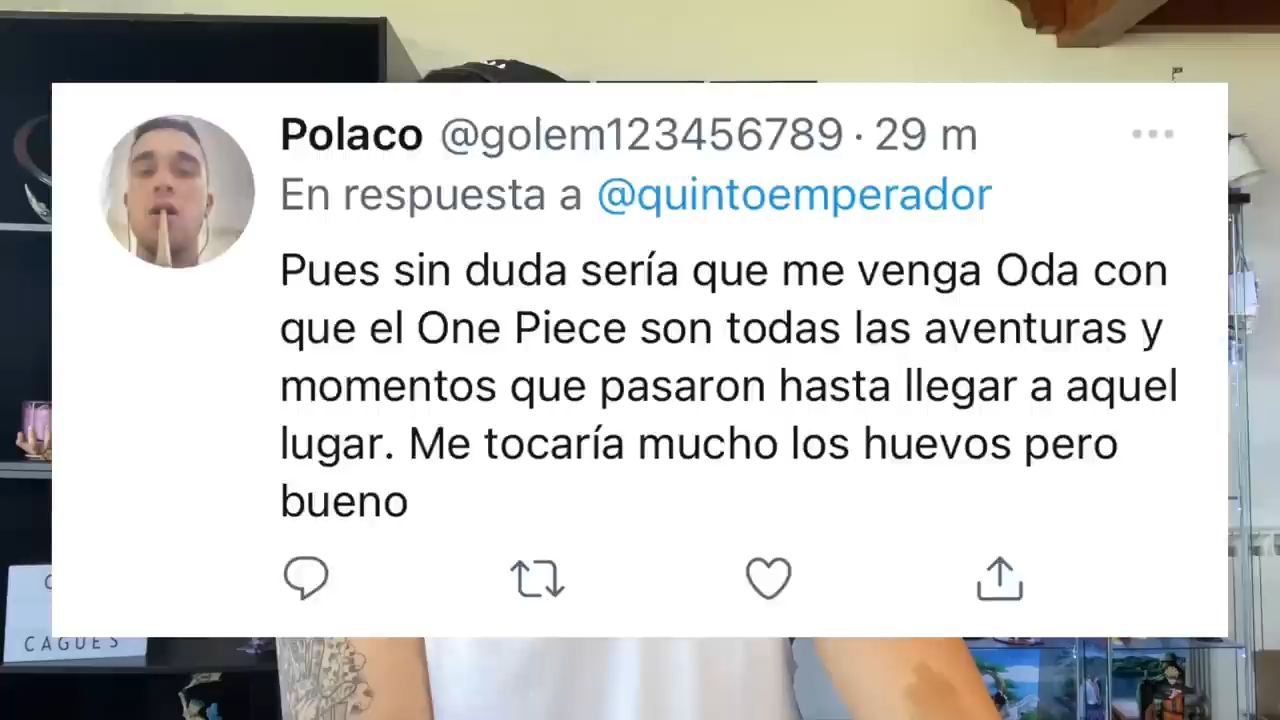 Polaco @golem123456789 · 29 m
En respuesta a @quintoemperador
Pues sin duda sería que me venga Oda con
que el One Piece son todas las aventuras y
momentos que pasaron hasta llegar a aquel
lugar. Me tocaría mucho los huevos pero
bueno
CAGUES